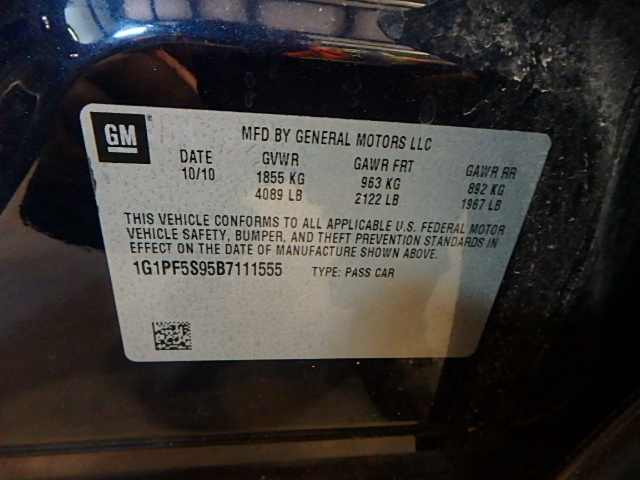 GM
MFD BY GENERAL MOTORS LLC
DATE GVWR GAWR FRT GAWR RR
10/10 1855 KG 963 KG 892 KG
4089 LB 2122 LB 1967 LB
THIS VEHICLE CONFORMS TO ALL APPLICABLE U.S. FEDERAL MOTOR
VEHICLE SAFETY, BUMPER, AND THEFT PREVENTION STANDARDS IN
EFFECT ON THE DATE OF MANUFACTURE SHOWN ABOVE.
1G1PF5S95B7111555 TYPE: PASS CAR